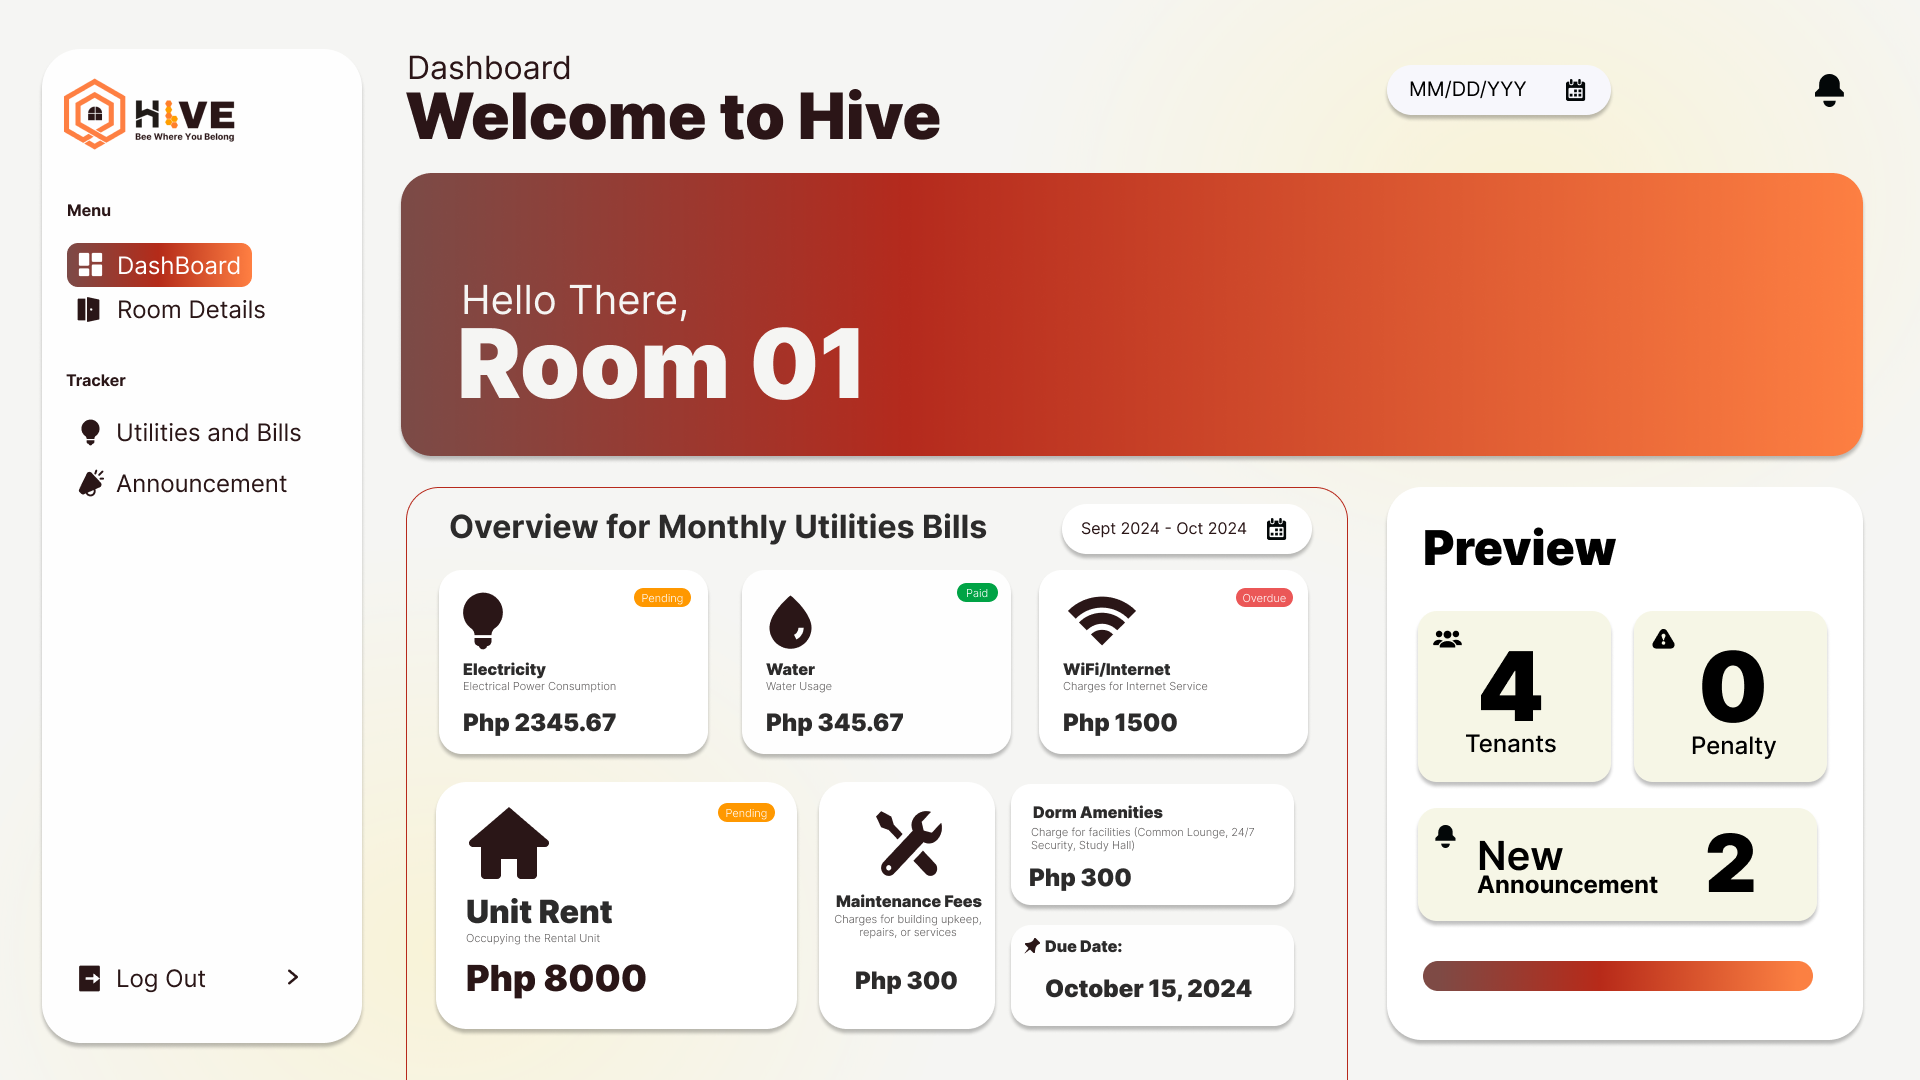 HIVE
Bee Where You Belong
Menu
DashBoard
Room Details
Tracker
Utilities and Bills
Announcement
Log Out
Dashboard
Welcome to Hive
MM/DD/YYY
Hello There,
Room 01
Overview for Monthly Utilities Bills
Sept 2024 - Oct 2024
Pending
Electricity
Electrical Power Consumption
Php 2345.67
Paid
Water
Water Usage
Php 345.67
Overdue
WiFi/Internet
Charges for Internet Service
Php 1500
Pending
Unit Rent
Occupying the Rental Unit
Php 8000
Maintenance Fees
Charges for building upkeep,
repairs, or services
Php 300
Dorm Amenities
Charge for facilities (Common Lounge, 24/7
Security, Study Hall)
Php 300
Due Date:
October 15, 2024
Preview
4
Tenants
0
Penalty
New
Announcement
2